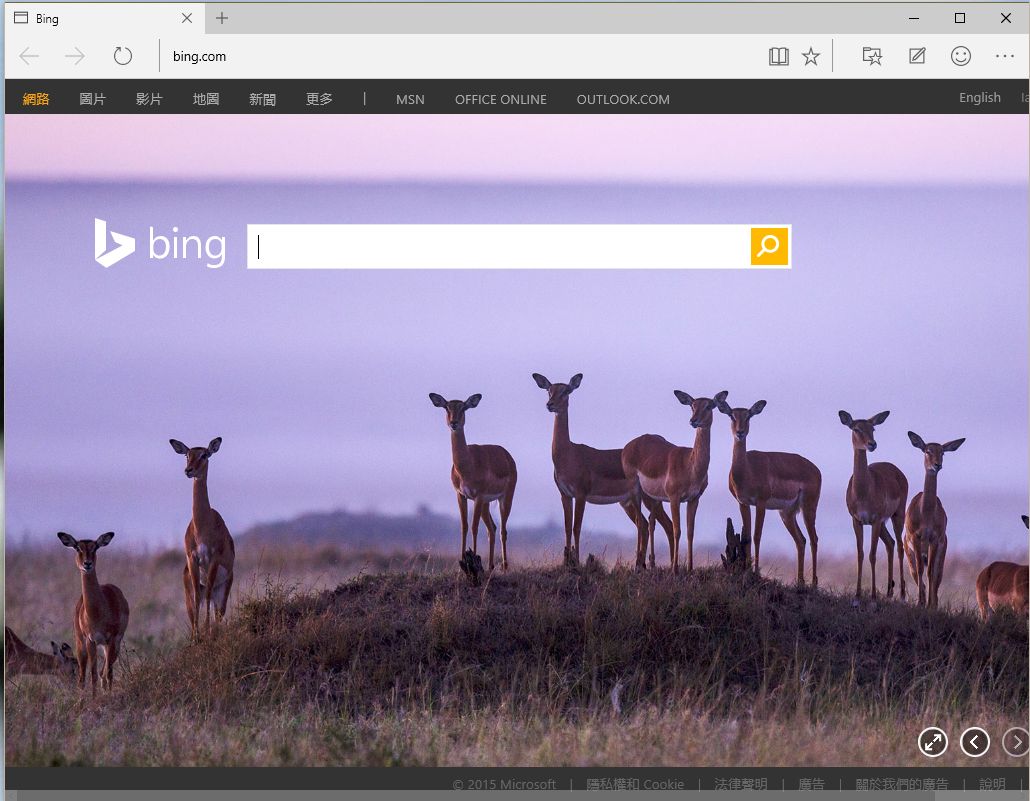 Bing
bing.com
網路 圖片 影片 地圖 新聞 更多 | MSN OFFICE ONLINE OUTLOOK.COM English
bing
© 2015 Microsoft | 隱私權和 Cookie | 法律聲明 | 廣告 | 關於我們的廣告 | 說明 |